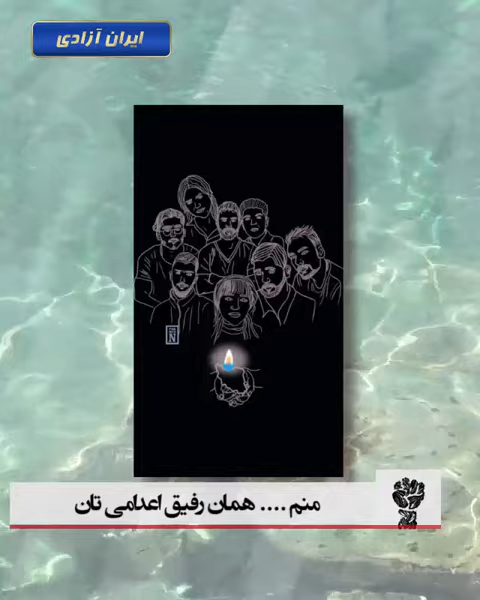 ایران آزادی
منم .... همان رفیق اعدامی تان